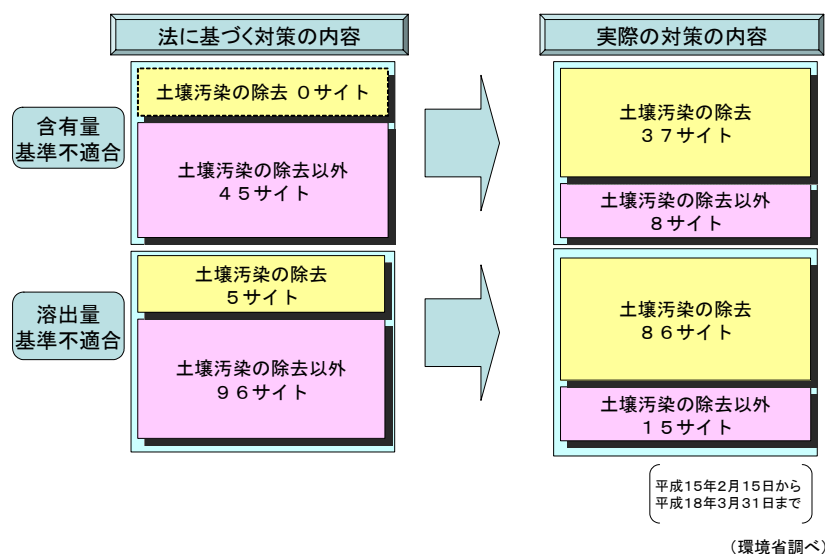 法に基づく対策の内容
実際の対策の内容
含有量
基準不適合
土壌汚染の除去 ０サイト
土壌汚染の除去以外
４５サイト
土壌汚染の除去
３７サイト
土壌汚染の除去以外
８サイト
溶出量
基準不適合
土壌汚染の除去
５サイト
土壌汚染の除去以外
９６サイト
土壌汚染の除去
８６サイト
土壌汚染の除去以外
１５サイト
平成15年2月15日から
平成18年3月31日まで
（環境省調べ）